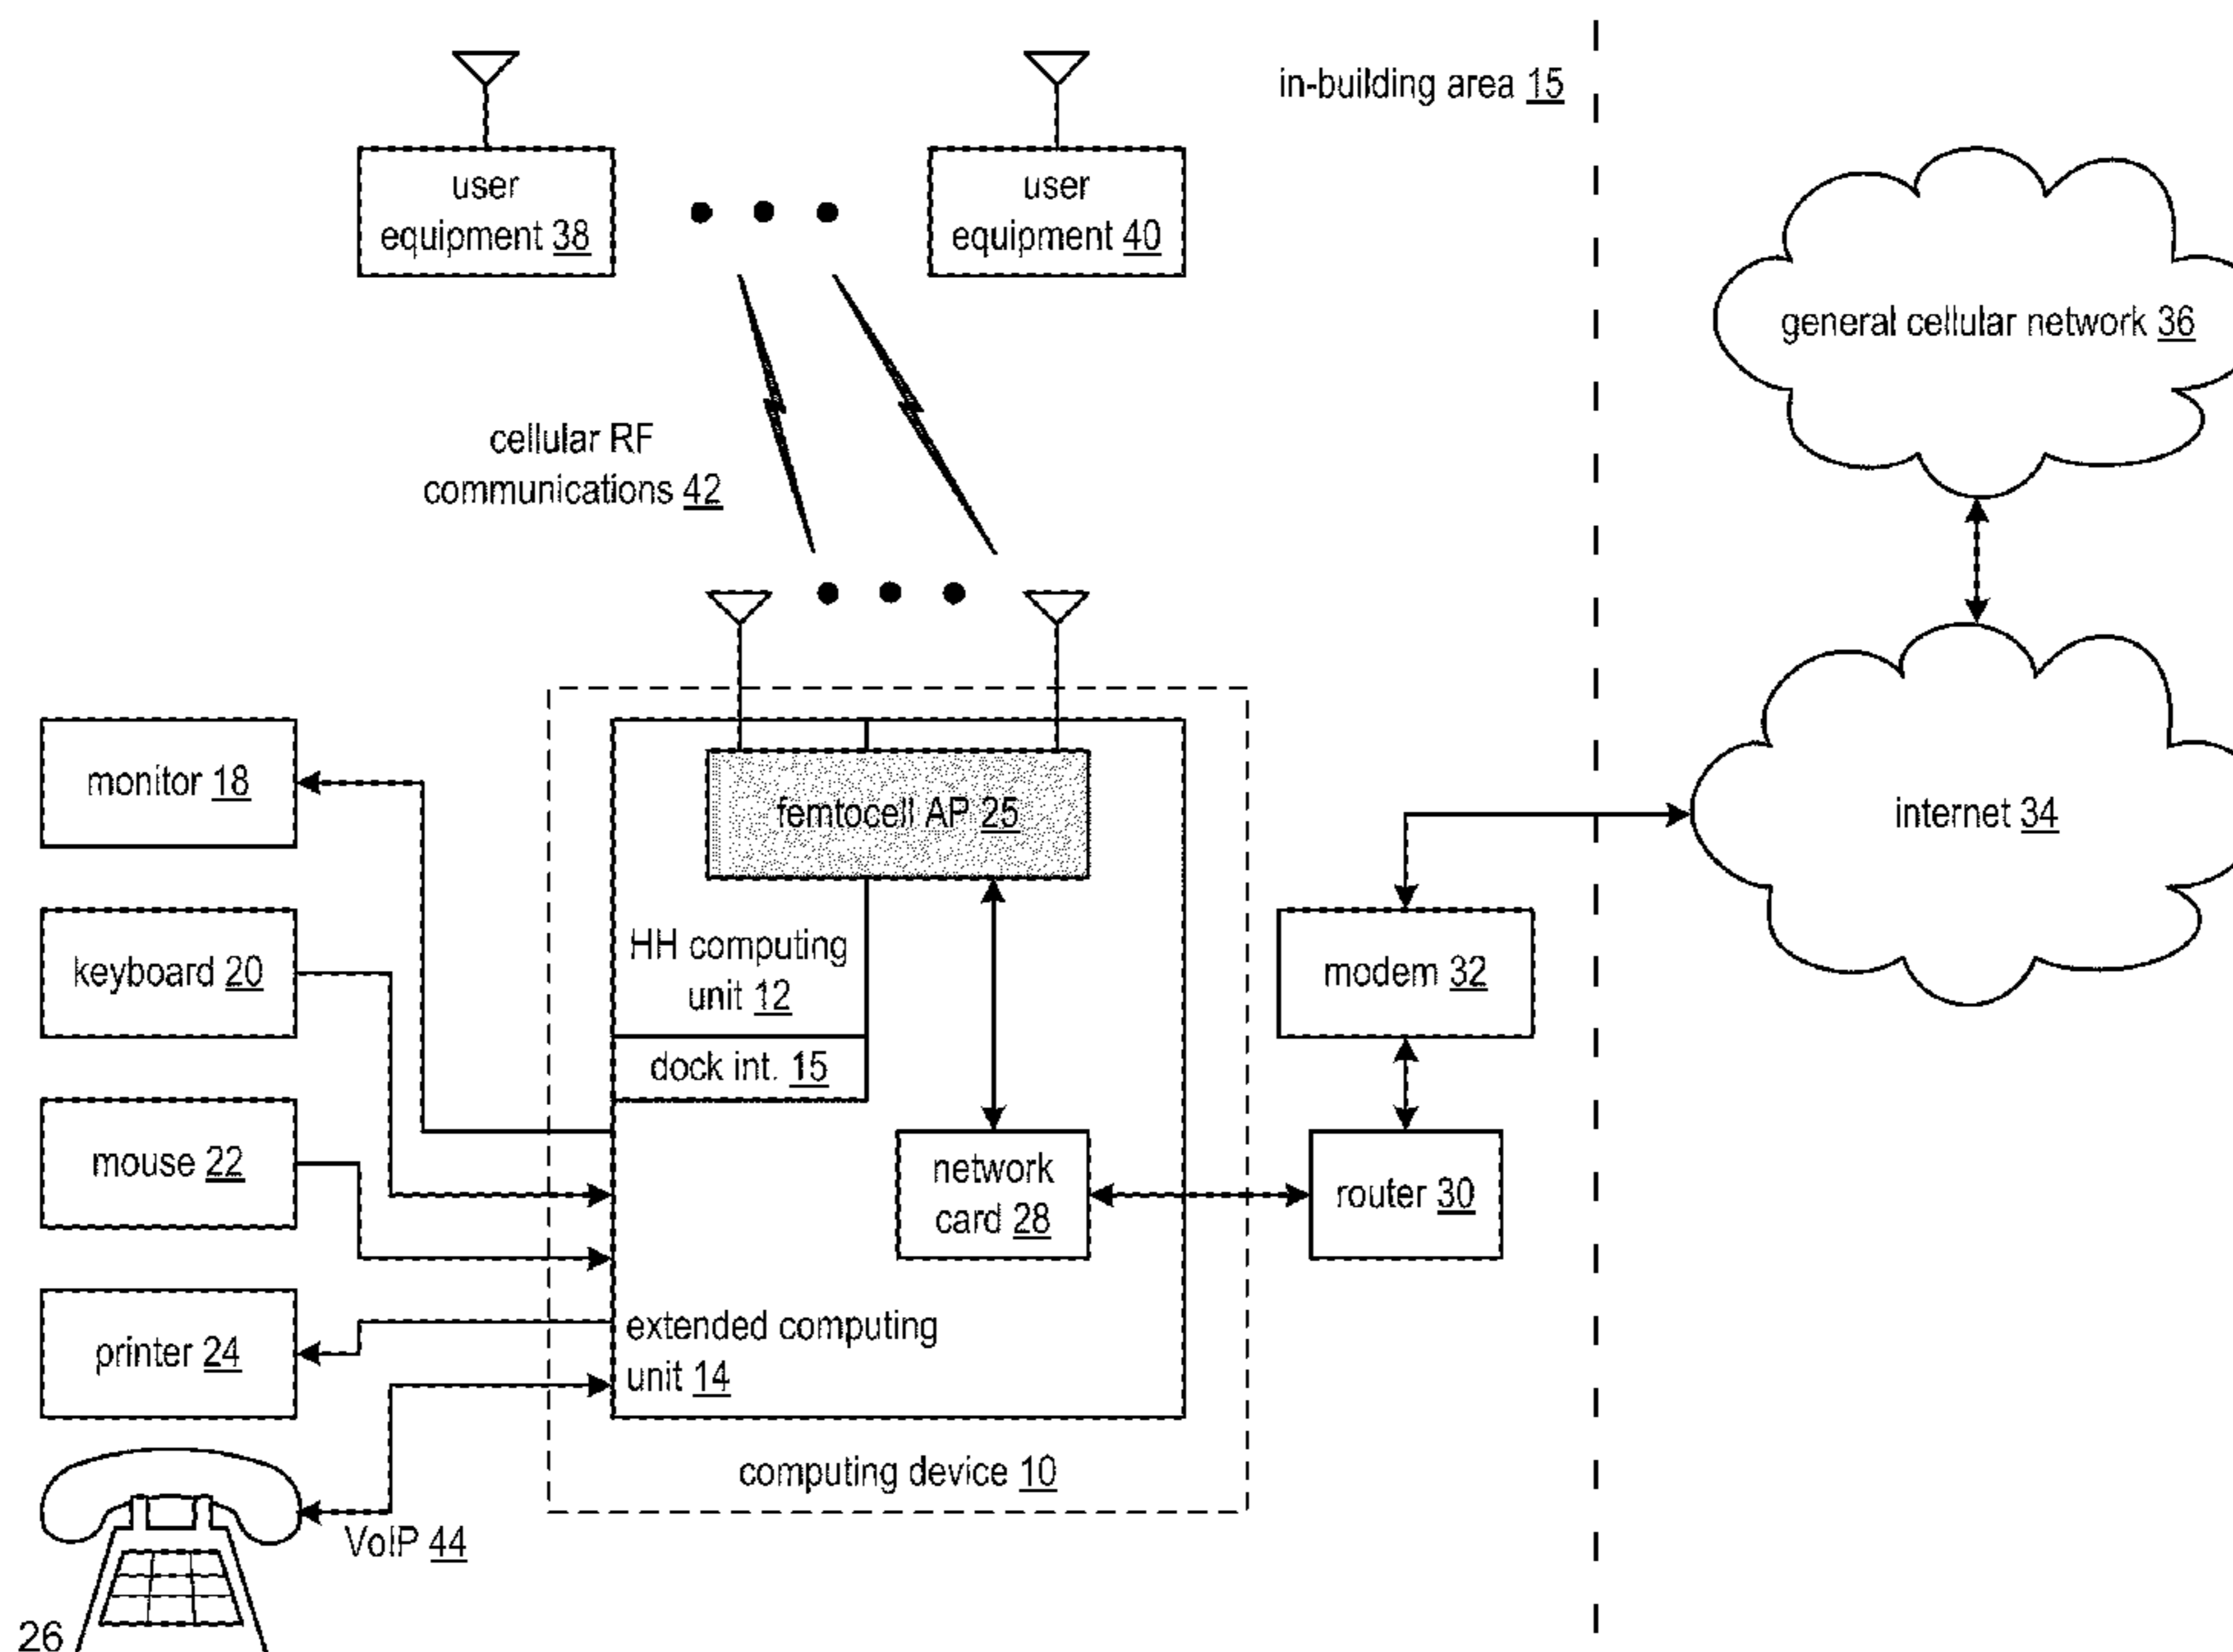 in-building area 15
user
equipment 38
user
equipment 40
general cellular network 36
cellular RF
communications 42
monitor 18
femtocell AP 25
internet 34
keyboard 20
HH computing
unit 12
modem 32
dock int. 15
mouse 22
network
card 28
router 30
printer 24
extended computing
unit 14
computing device 10
VoIP 44
26